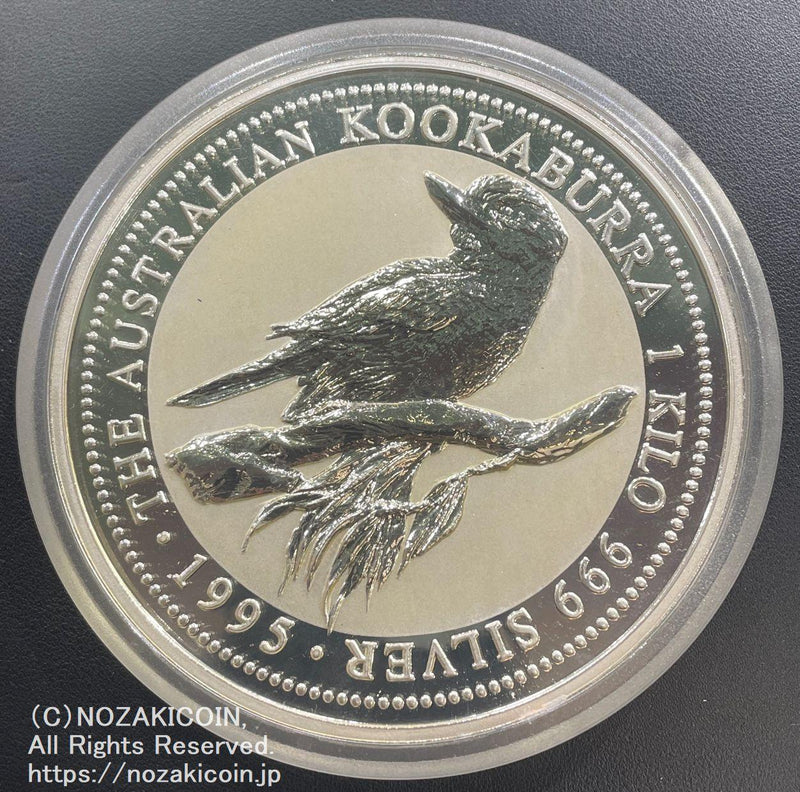 · THE AUSTRALIAN KOOKABURRA 1 KILO 999 SILVER · 1995
(C)NOZAKICOIN,
All Rights Reserved.
https://nozakicoin.jp